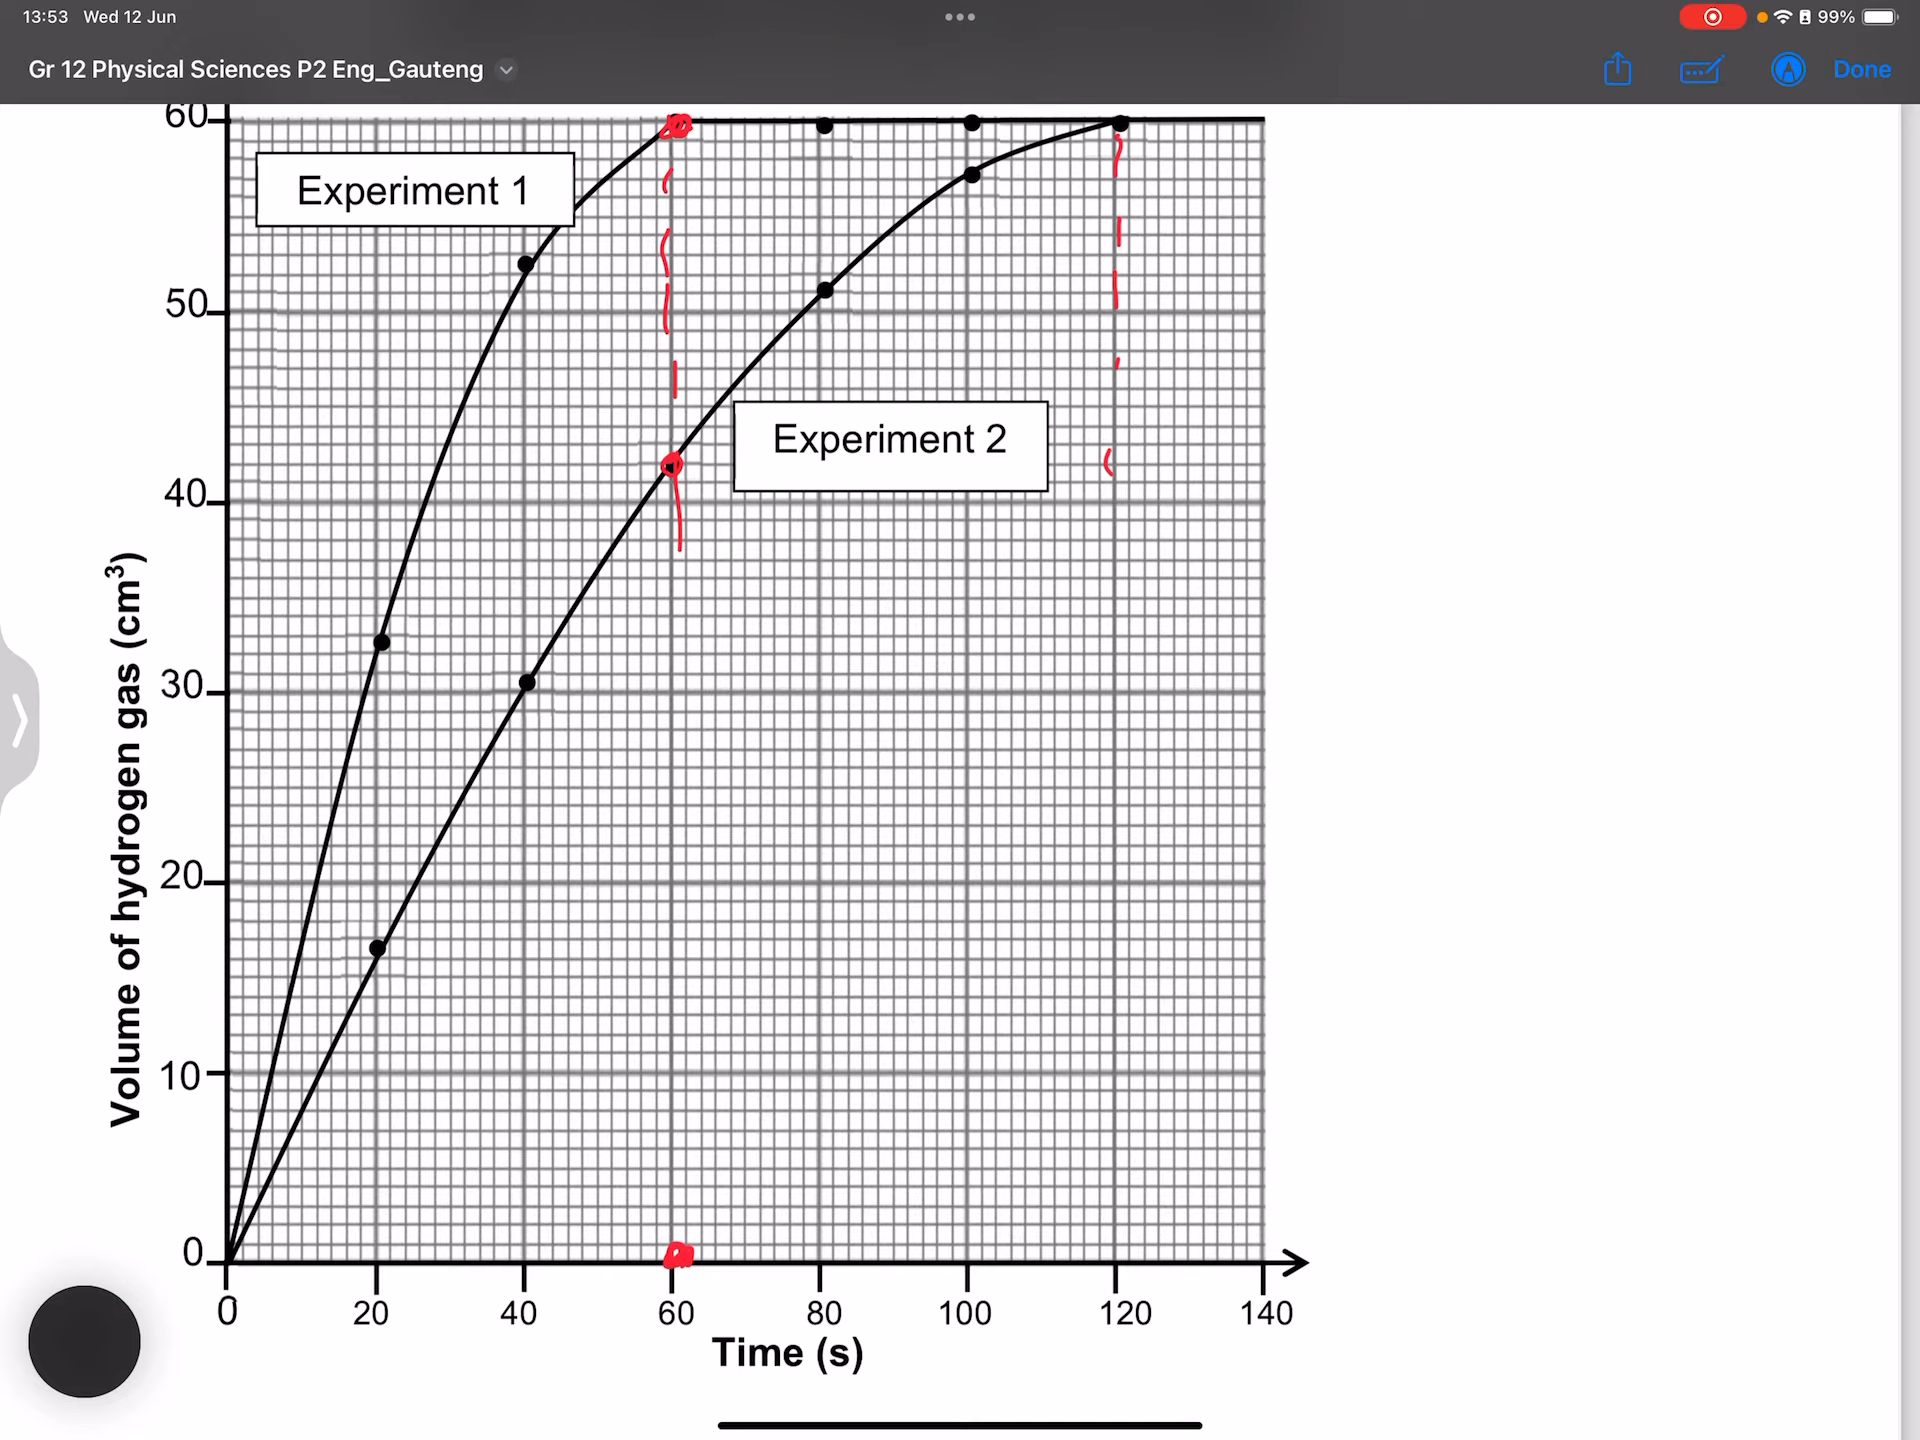 13:53 Wed 12 Jun
99%
Gr 12 Physical Sciences P2 Eng_Gauteng
Done
60
Experiment 1
50
Experiment 2
40
Volume of hydrogen gas (cm³)
30
20
10
0
0 20 40 60 80 100 120 140
Time (s)